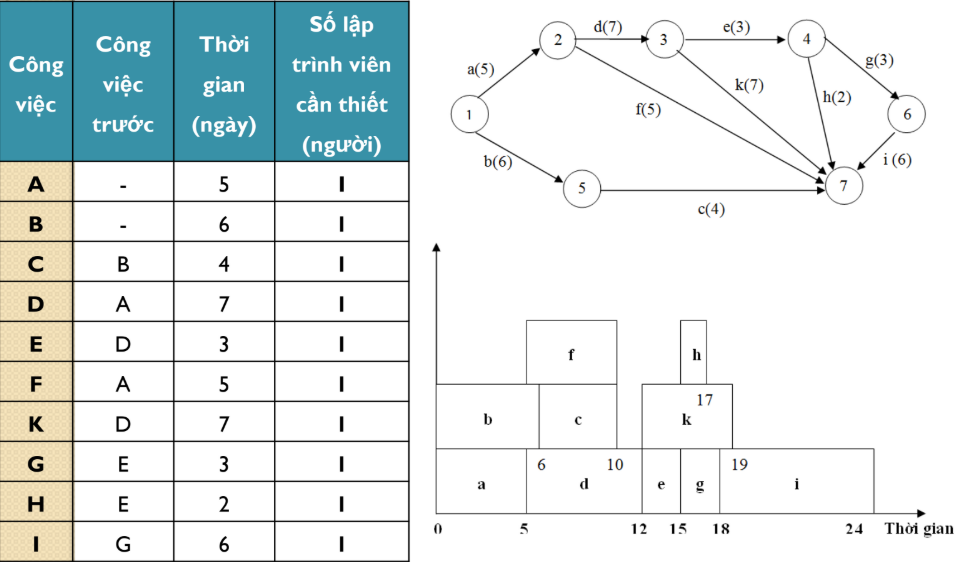 Công việc | Công việc trước | Thời gian (ngày) | Số lập trình viên cần thiết (người)
A | - | 5 | 1
B | - | 6 | 1
C | B | 4 | 1
D | A | 7 | 1
E | D | 3 | 1
F | A | 5 | 1
K | D | 7 | 1
G | E | 3 | 1
H | E | 2 | 1
I | G | 6 | 1
d(7) e(3)
2 3 4
a(5) g(3)
k(7)
f(5) h(2)
1 6
b(6) i (6)
5 7
c(4)
f h
17
b c k
6 10 19
a d e g i
0 5 12 15 18 24 Thời gian